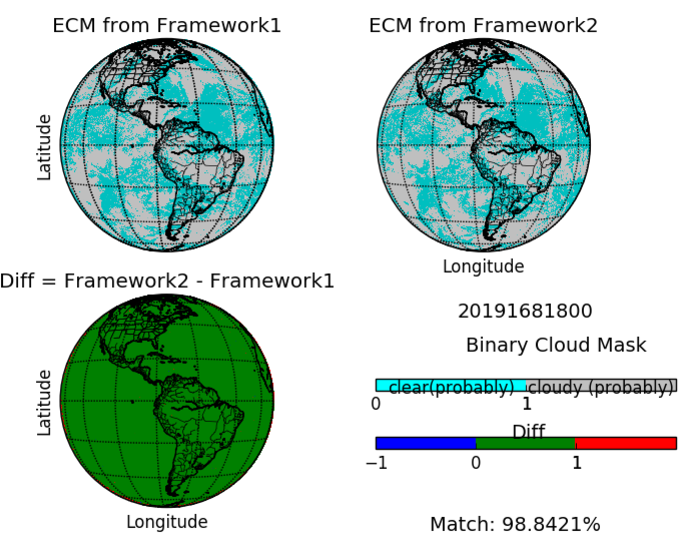 ECM from Framework1
ECM from Framework2
Latitude
Longitude
Diff = Framework2 - Framework1
Latitude
Longitude
20191681800
Binary Cloud Mask
clear(probably) cloudy (probably)
0 1
Diff
−1 0 1
Match: 98.8421%